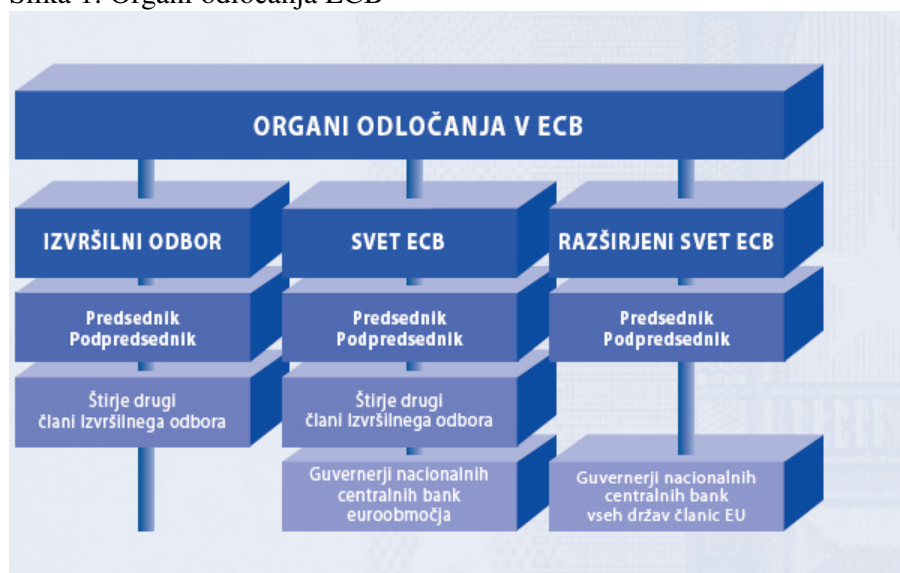 Slika 1: Organi odločanja ECB
ORGANI ODLOČANJA V ECB
IZVRŠILNI ODBOR
Predsednik
Podpredsednik
Štirje drugi
člani Izvršilnega odbora
SVET ECB
Predsednik
Podpredsednik
Štirje drugi
člani Izvršilnega odbora
Guvernerji nacionalnih
centralnih bank
euroobmočja
RAZŠIRJENI SVET ECB
Predsednik
Podpredsednik
Guvernerji nacionalnih
centralnih bank
vseh držav članic EU